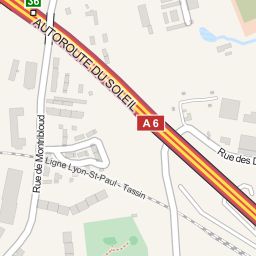 36
AUTOROUTE DU SOLEIL
A 6
Rue de Montribloud
Rue des
Ligne Lyon-St-Paul - Tassin